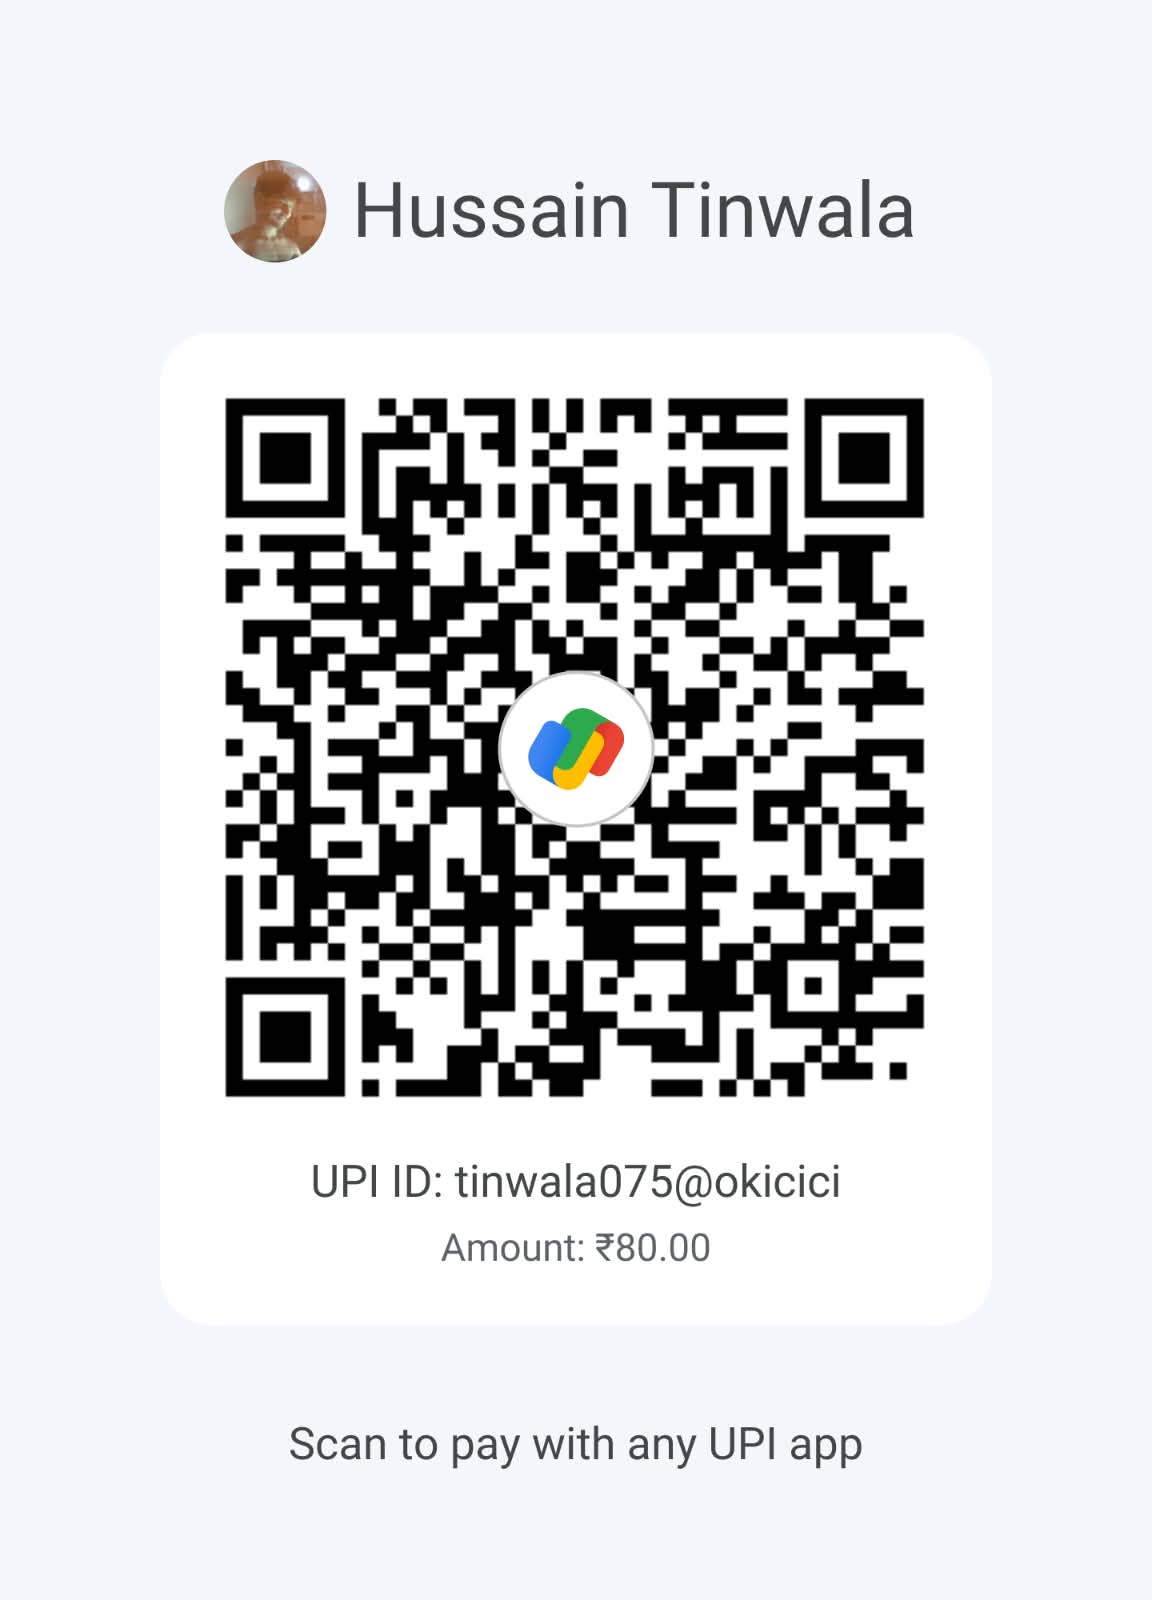 Hussain Tinwala
UPI ID: tinwala075@okicici
Amount: ₹80.00
Scan to pay with any UPI app